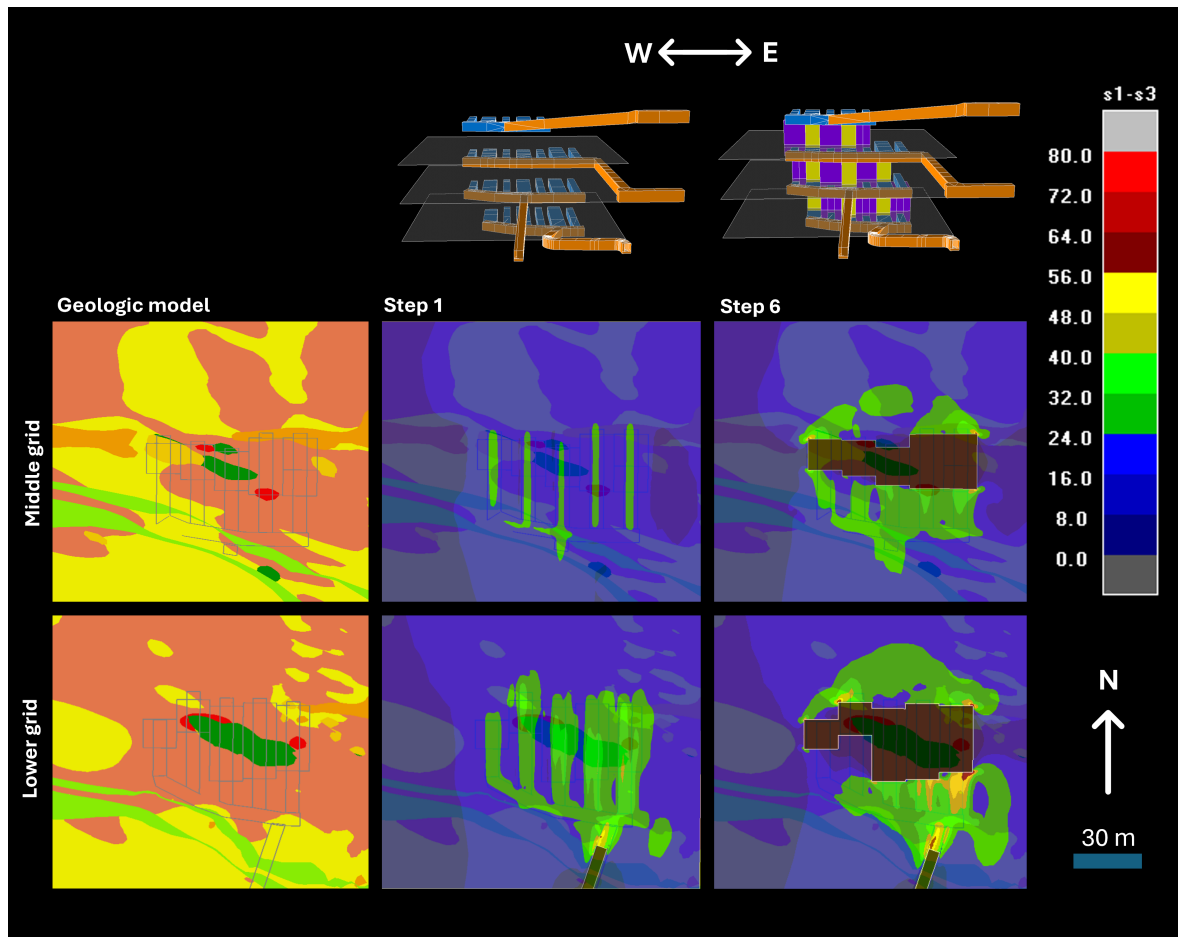 W E
s1-s3
80.0
72.0
64.0
56.0
48.0
40.0
32.0
24.0
16.0
8.0
0.0
Geologic model
Step 1
Step 6
Middle grid
Lower grid
N
30 m